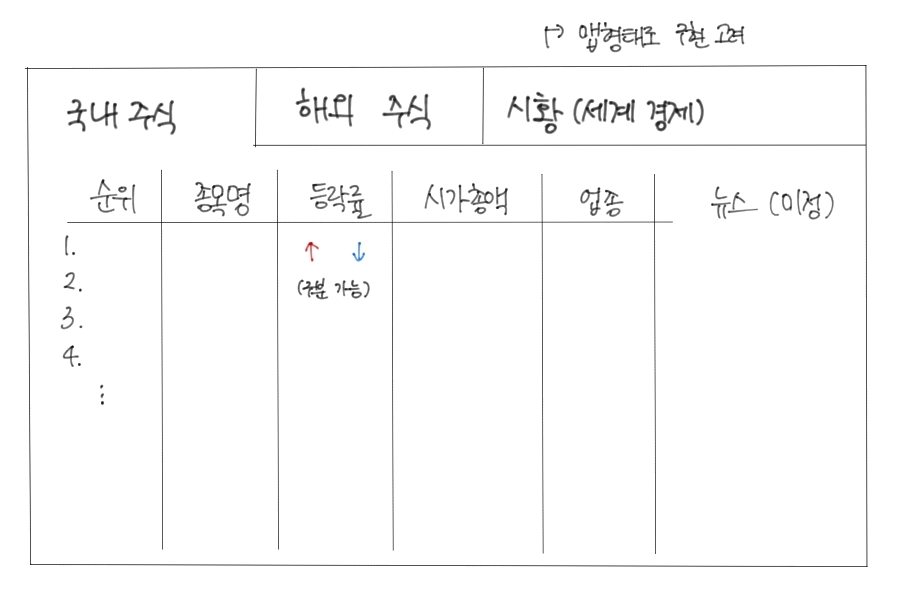 ↱ 맵형태로 구현 고려
국내 주식 해외 주식 시황 (세계 경제)
순위 종목명 등락률 시가총액 업종 뉴스 (미정)
1. ↑ ↓
2. (구분 가능)
3.
4.
⋮